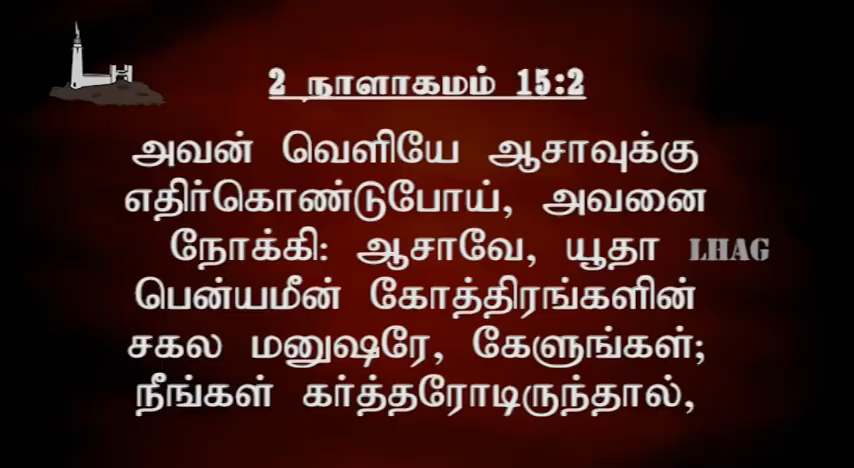 2 நாளாகமம் 15:2
அவன் வெளியே ஆசாவுக்கு
எதிர்கொண்டுபோய், அவனை
நோக்கி: ஆசாவே, யூதா LHAG
பென்யமீன் கோத்திரங்களின்
சகல மனுஷரே, கேளுங்கள்;
நீங்கள் கர்த்தரோடிருந்தால்,